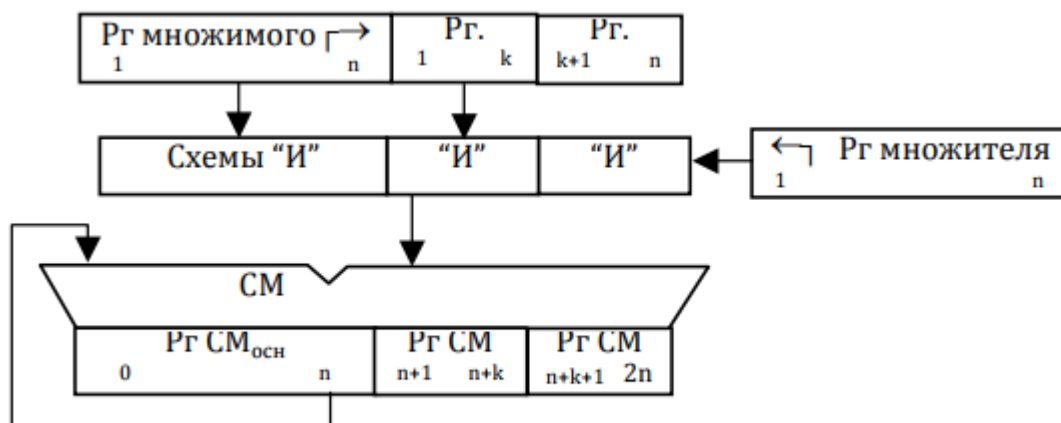 Рг множимого ┌→
1 n
Рг.
1 k
Рг.
k+1 n
Схемы “И”
“И”
“И”
←┐ Рг множителя
1 n
СМ
Рг СМосн
0 n
Рг СМ
n+1 n+k
Рг СМ
n+k+1 2n